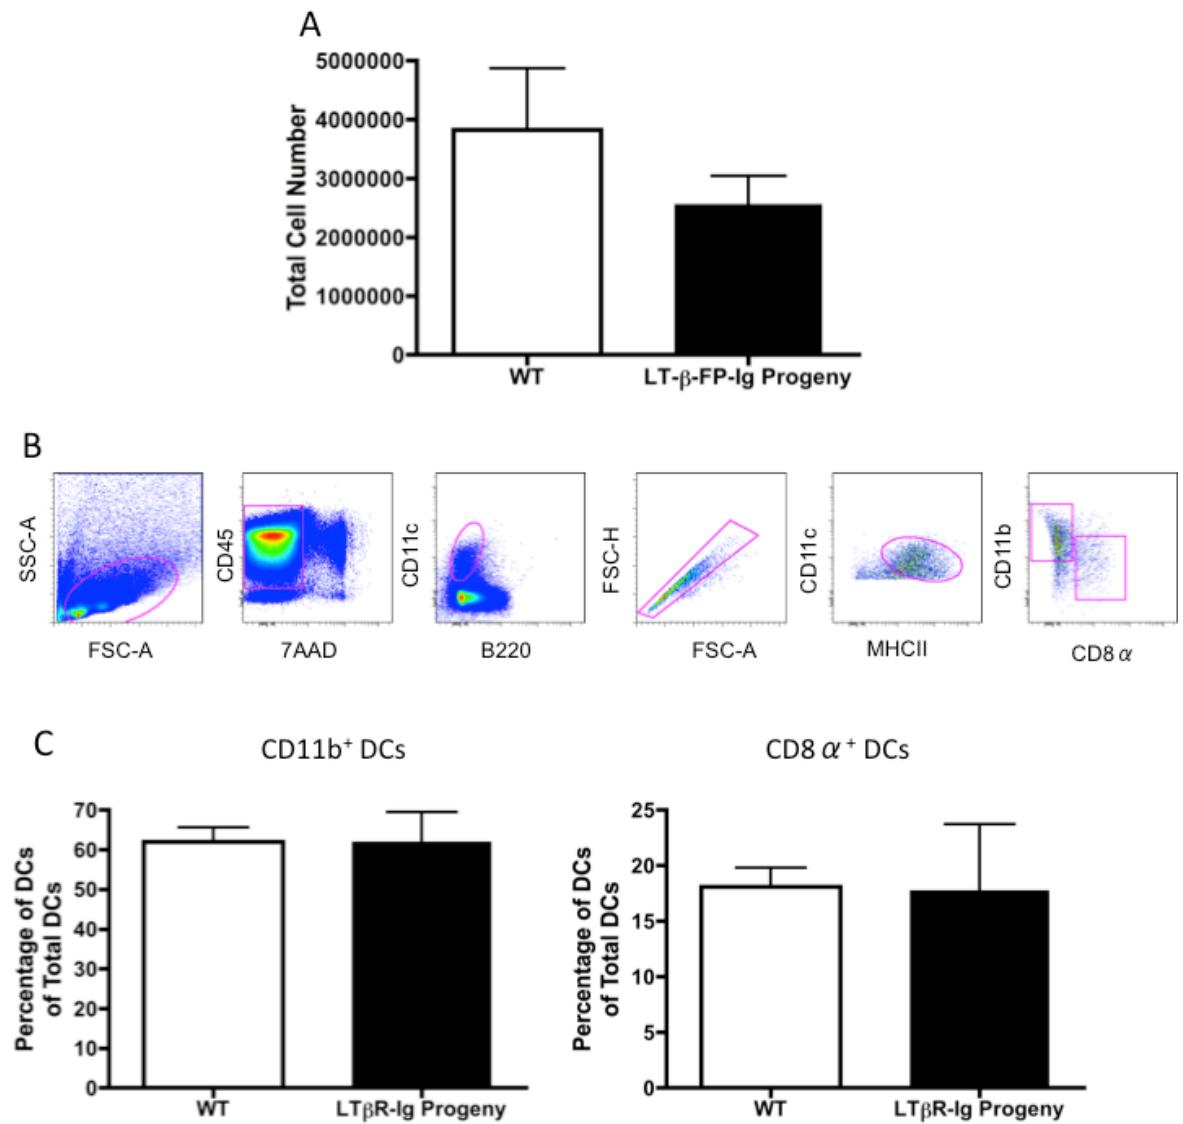 A
Total Cell Number
5000000
4000000
3000000
2000000
1000000
0
WT
LT-β-FP-Ig Progeny
B
SSC-A
FSC-A
CD45
7AAD
CD11c
B220
FSC-H
FSC-A
CD11c
MHCII
CD11b
CD8 α
C
CD11b⁺ DCs
Percentage of DCs
of Total DCs
70
60
50
40
30
20
10
0
WT
LTβR-Ig Progeny
CD8 α⁺ DCs
Percentage of DCs
of Total DCs
25
20
15
10
5
0
WT
LTβR-Ig Progeny